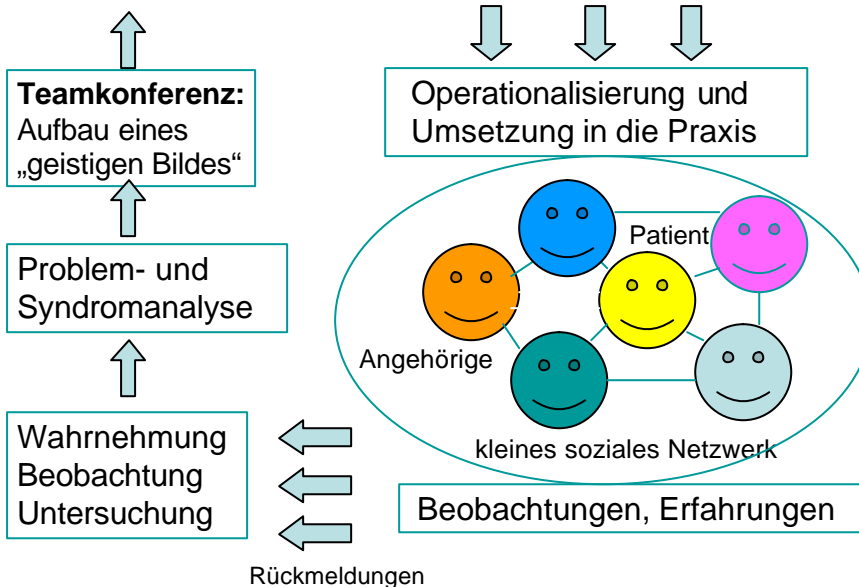 Teamkonferenz:
Aufbau eines
„geistigen Bildes“
Problem- und
Syndromanalyse
Wahrnehmung
Beobachtung
Untersuchung
Operationalisierung und
Umsetzung in die Praxis
Patient
Angehörige
kleines soziales Netzwerk
Beobachtungen, Erfahrungen
Rückmeldungen